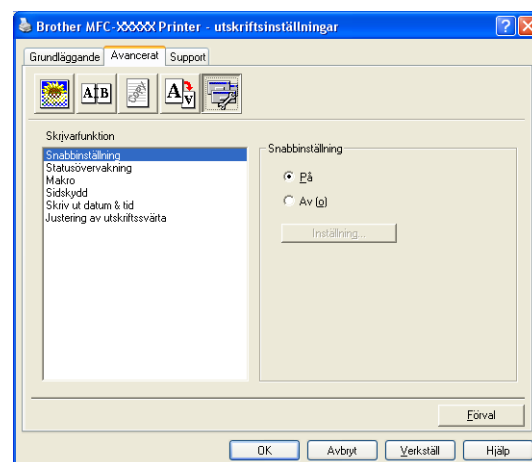 Brother MFC-XXXXX Printer - utskriftsinställningar
Grundläggande Avancerat Support
A B
A V
Skrivarfunktion
Snabbinställning
Statusövervakning
Makro
Sidskydd
Skriv ut datum & tid
Justering av utskriftssvärta
Snabbinställning
På
Av (o)
Inställning...
Förval
OK Avbryt Verkställ Hjälp